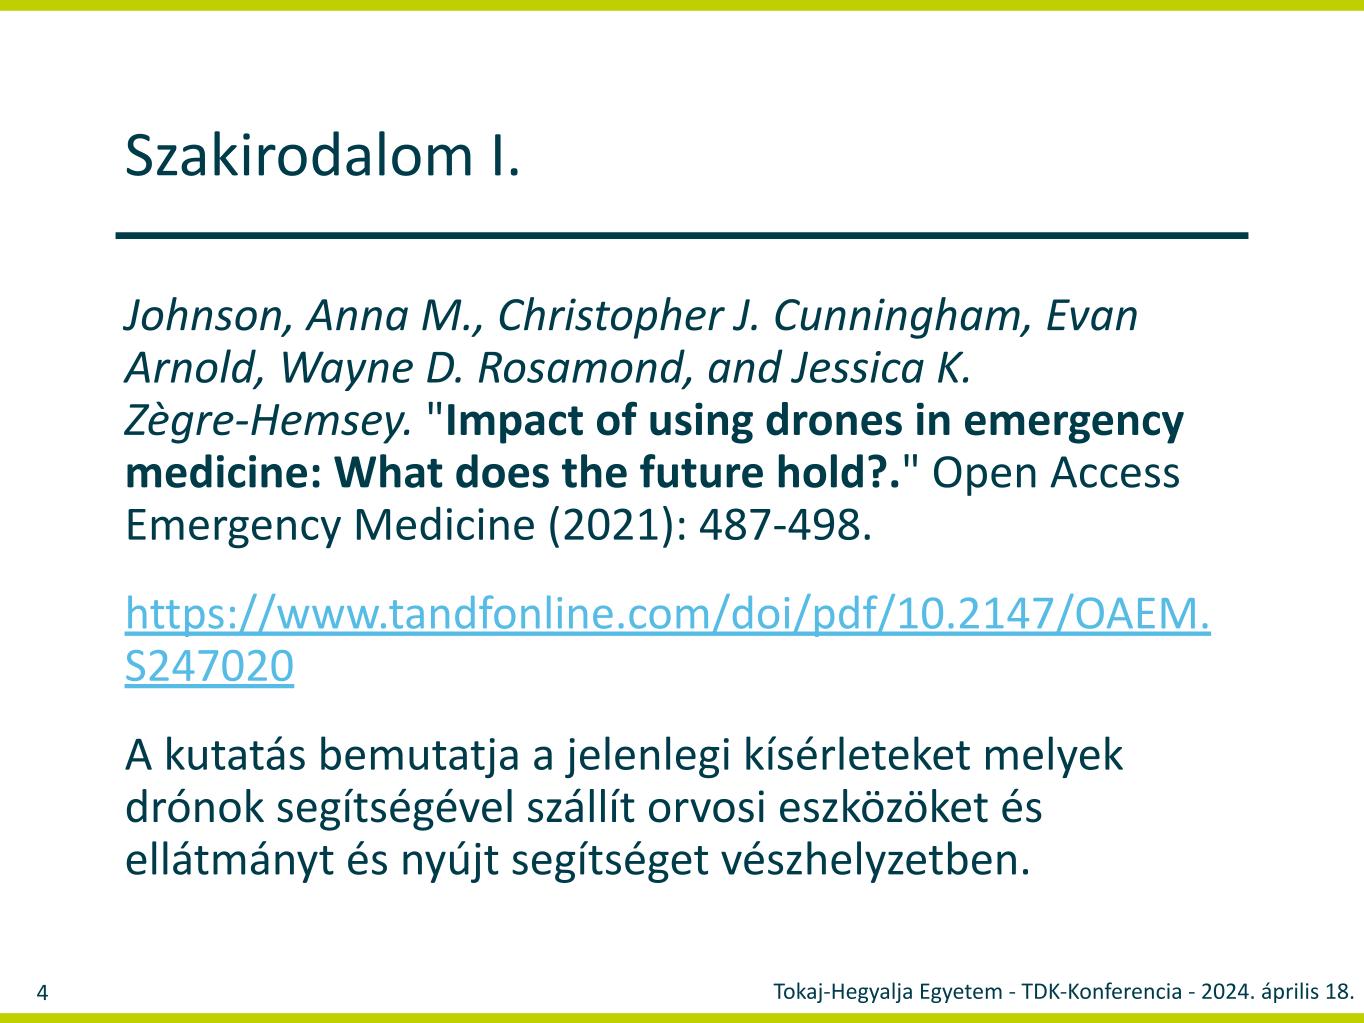 Szakirodalom I.
Johnson, Anna M., Christopher J. Cunningham, Evan
Arnold, Wayne D. Rosamond, and Jessica K.
Zègre-Hemsey. "Impact of using drones in emergency
medicine: What does the future hold?." Open Access
Emergency Medicine (2021): 487-498.
https://www.tandfonline.com/doi/pdf/10.2147/OAEM.
S247020
A kutatás bemutatja a jelenlegi kísérleteket melyek
drónok segítségével szállít orvosi eszközöket és
ellátmányt és nyújt segítséget vészhelyzetben.
4
Tokaj-Hegyalja Egyetem - TDK-Konferencia - 2024. április 18.